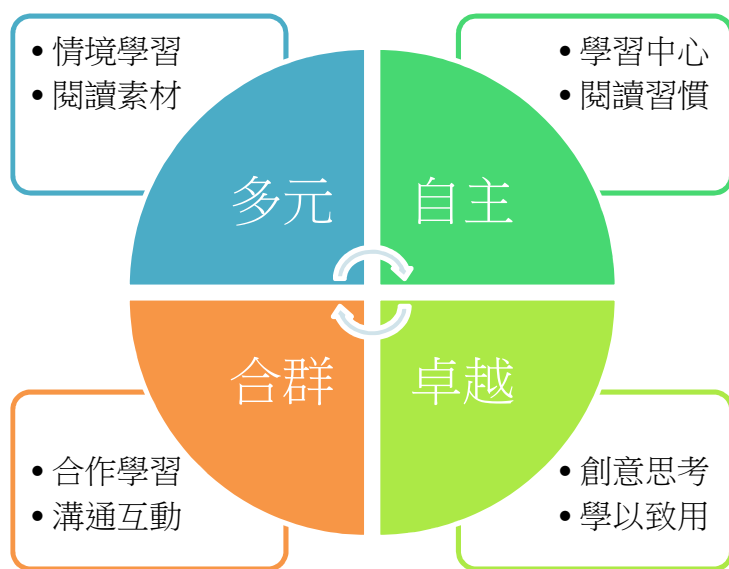 • 情境學習
• 閱讀素材
• 學習中心
• 閱讀習慣
多元
自主
合群
卓越
• 合作學習
• 溝通互動
• 創意思考
• 學以致用